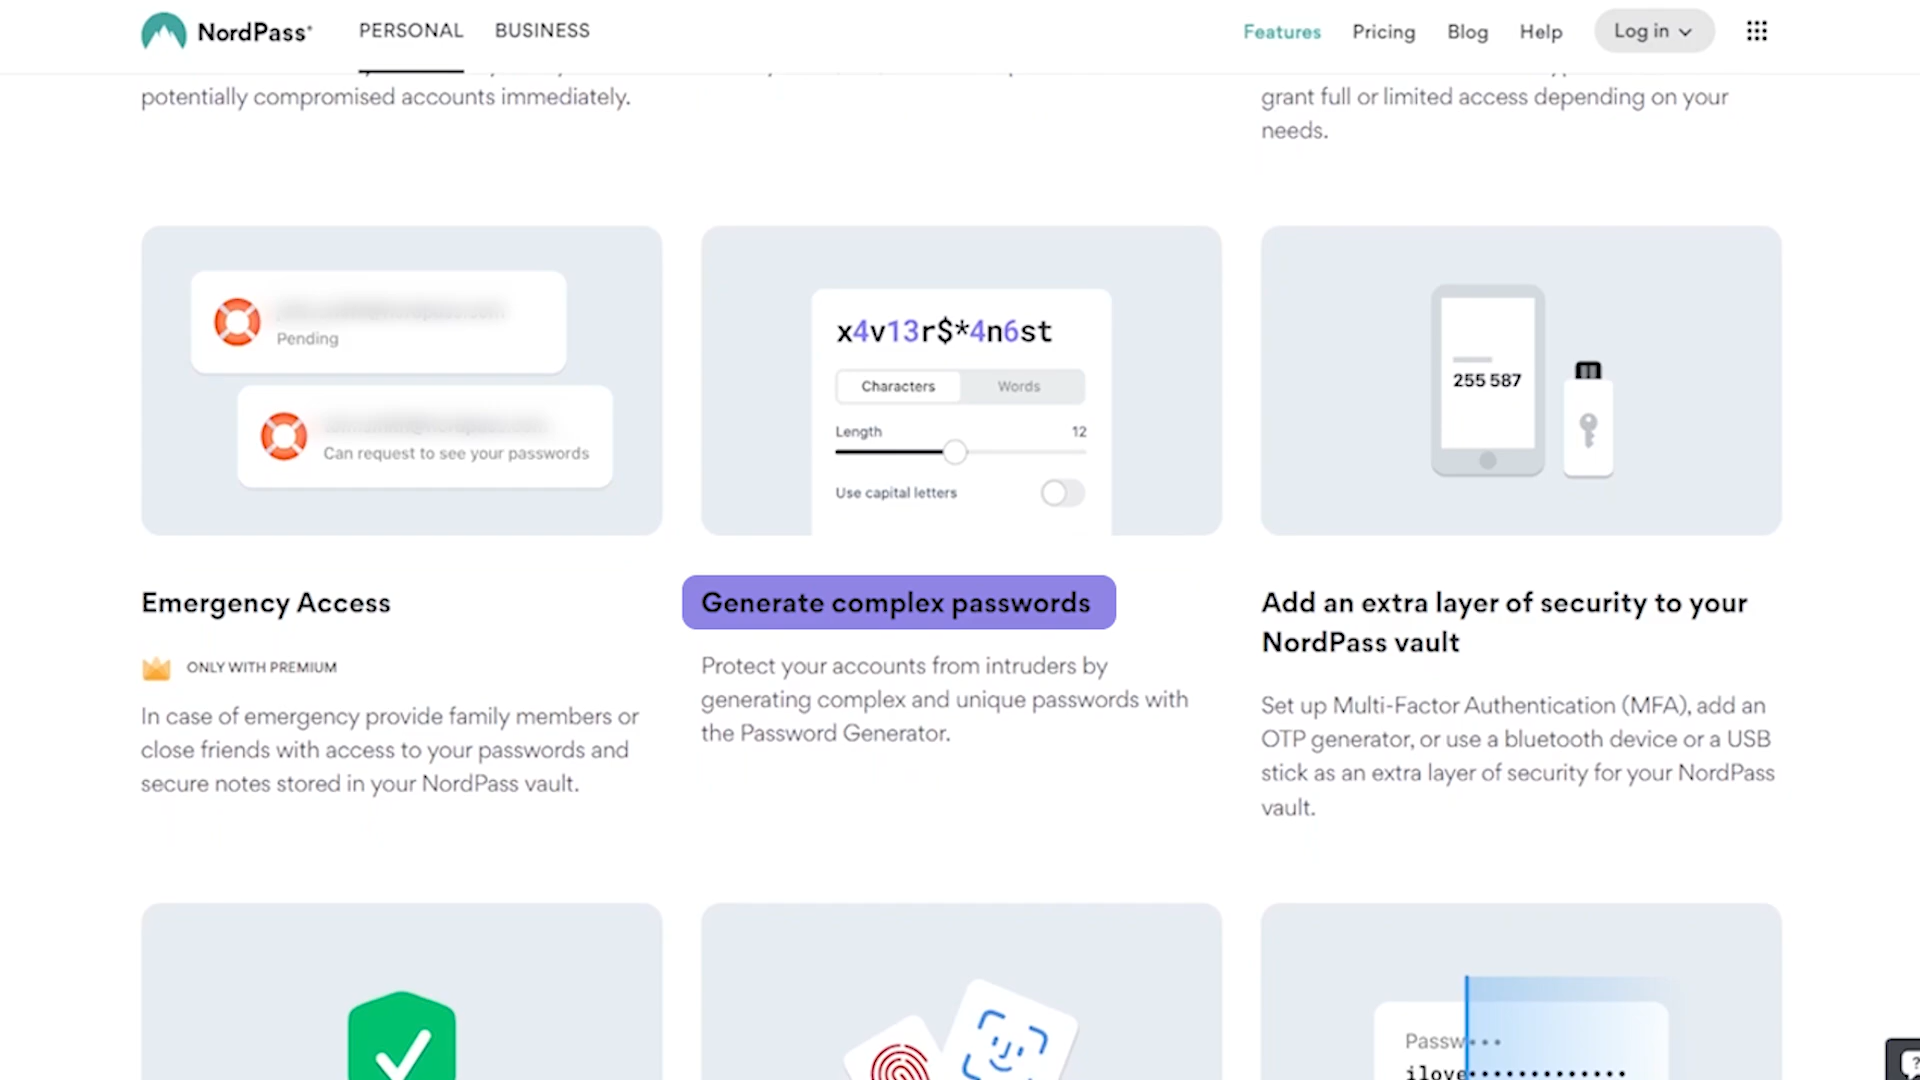 NordPass®
PERSONAL
BUSINESS
Features
Pricing
Blog
Help
Log in
potentially compromised accounts immediately.
grant full or limited access depending on your
needs.
Pending
Can request to see your passwords
x4v13r$*4n6st
Characters
Words
Length
12
Use capital letters
255 587
Emergency Access
ONLY WITH PREMIUM
In case of emergency provide family members or
close friends with access to your passwords and
secure notes stored in your NordPass vault.
Generate complex passwords
Protect your accounts from intruders by
generating complex and unique passwords with
the Password Generator.
Add an extra layer of security to your
NordPass vault
Set up Multi-Factor Authentication (MFA), add an
OTP generator, or use a bluetooth device or a USB
stick as an extra layer of security for your NordPass
vault.
Passw•••
ilove••••••••••••